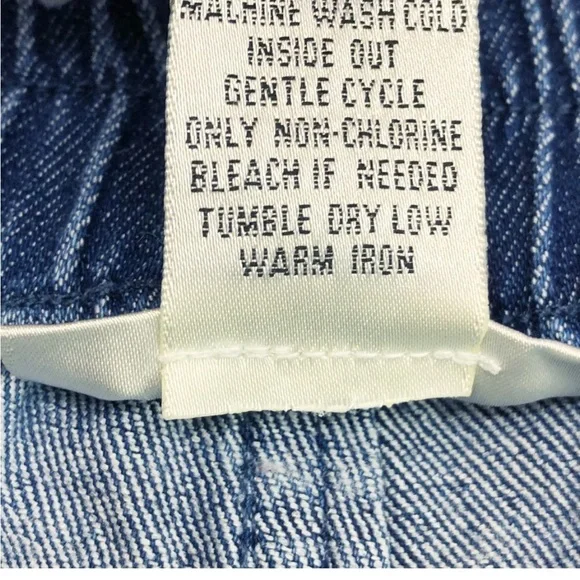 MACHINE WASH COLD
INSIDE OUT
GENTLE CYCLE
ONLY NON-CHLORINE
BLEACH IF NEEDED
TUMBLE DRY LOW
WARM IRON